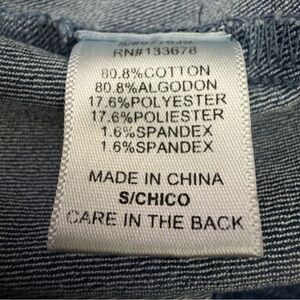 RN#133678
80.8%COTTON
80.8%ALGODON
17.6%POLYESTER
17.6%POLIESTER
1.6%SPANDEX
1.6%SPANDEX
MADE IN CHINA
S/CHICO
CARE IN THE BACK